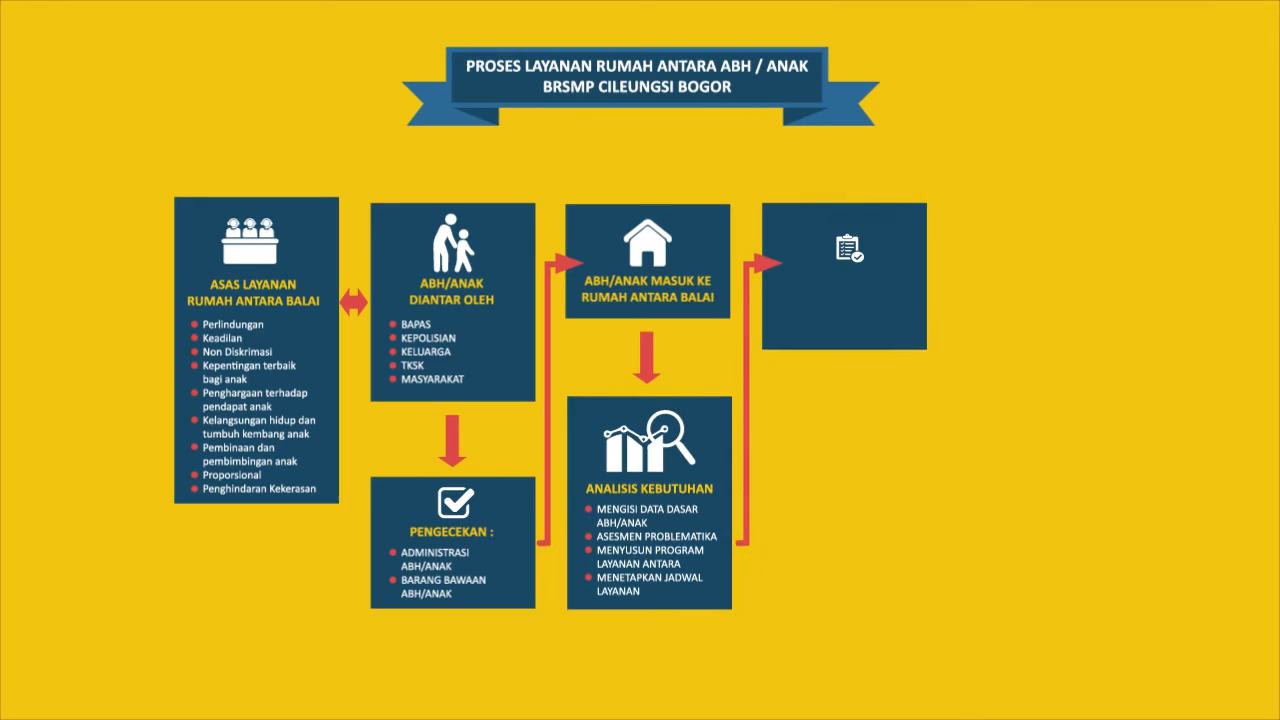 PROSES LAYANAN RUMAH ANTARA ABH / ANAK
BRSMP CILEUNGSI BOGOR
ASAS LAYANAN
RUMAH ANTARA BALAI
Perlindungan
Keadilan
Non Diskrimasi
Kepentingan terbaik
bagi anak
Penghargaan terhadap
pendapat anak
Kelangsungan hidup dan
tumbuh kembang anak
Pembinaan dan
pembimbingan anak
Proporsional
Penghindaran Kekerasan
ABH/ANAK
DIANTAR OLEH
BAPAS
KEPOLISIAN
KELUARGA
TKSK
MASYARAKAT
PENGECEKAN :
ADMINISTRASI
ABH/ANAK
BARANG BAWAAN
ABH/ANAK
ABH/ANAK MASUK KE
RUMAH ANTARA BALAI
ANALISIS KEBUTUHAN
MENGISI DATA DASAR
ABH/ANAK
ASESMEN PROBLEMATIKA
MENYUSUN PROGRAM
LAYANAN ANTARA
MENETAPKAN JADWAL
LAYANAN